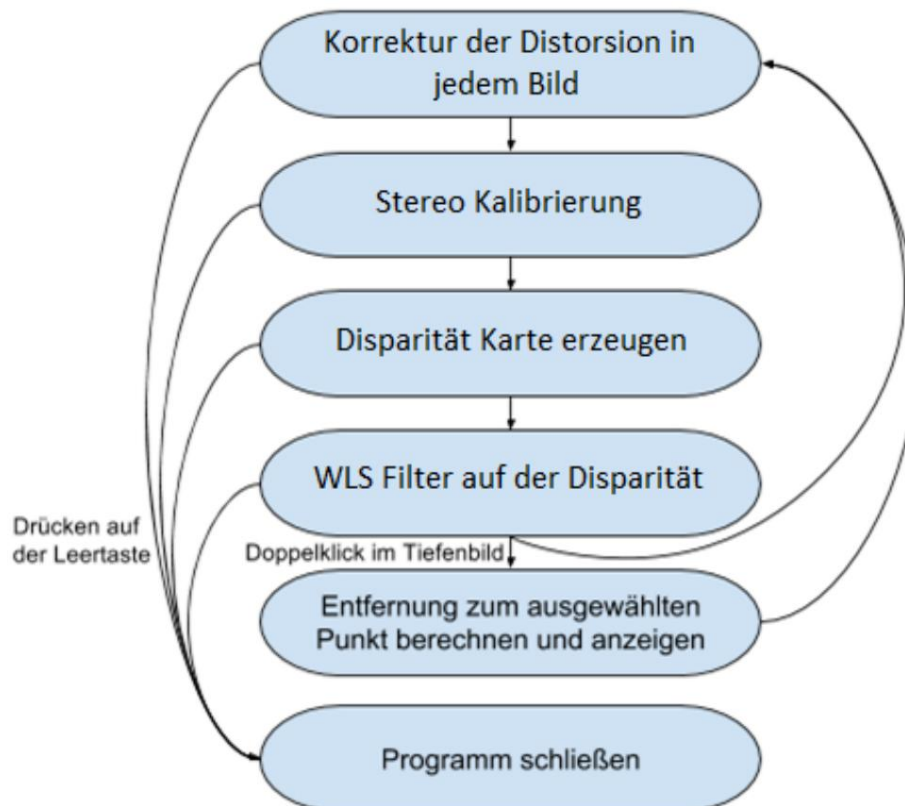 Korrektur der Distorsion in
jedem Bild
Stereo Kalibrierung
Disparität Karte erzeugen
WLS Filter auf der Disparität
Drücken auf
der Leertaste
Doppelklick im Tiefenbild
Entfernung zum ausgewählten
Punkt berechnen und anzeigen
Programm schließen